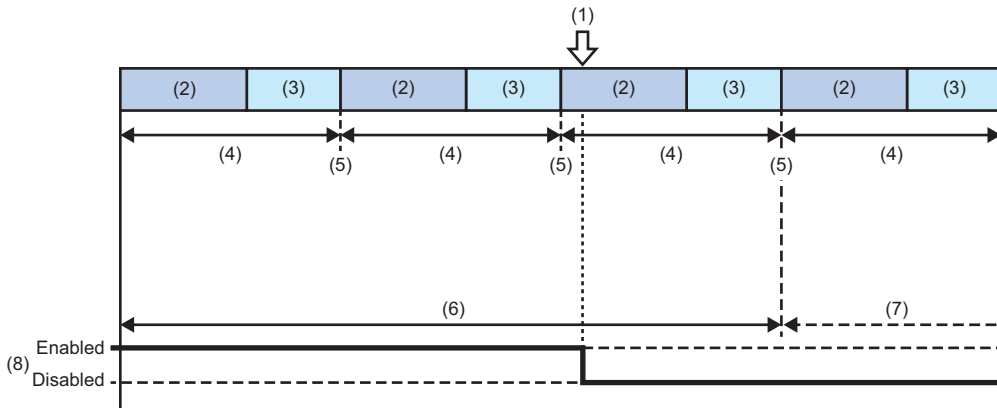 (1)
(2) (3) (2) (3) (2) (3) (2) (3)
(4) (5) (4) (5) (4) (5) (4)
(6) (7)
Enabled
(8)
Disabled